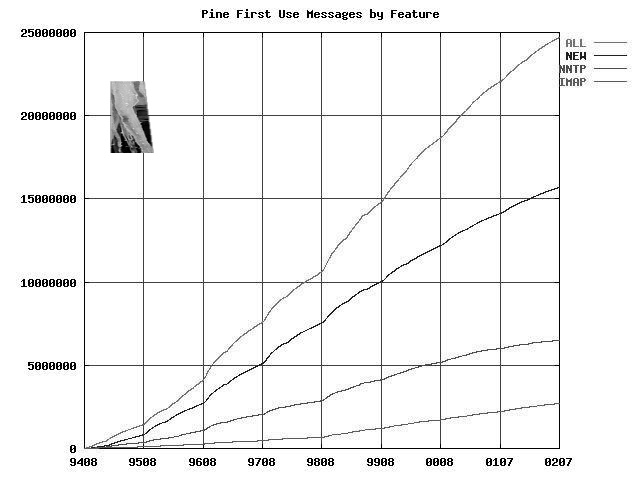 Pine First Use Messages by Feature
25000000
20000000
15000000
10000000
5000000
0
9408 9508 9608 9708 9808 9908 0008 0107 0207
ALL
NEW
NNTP
IMAP